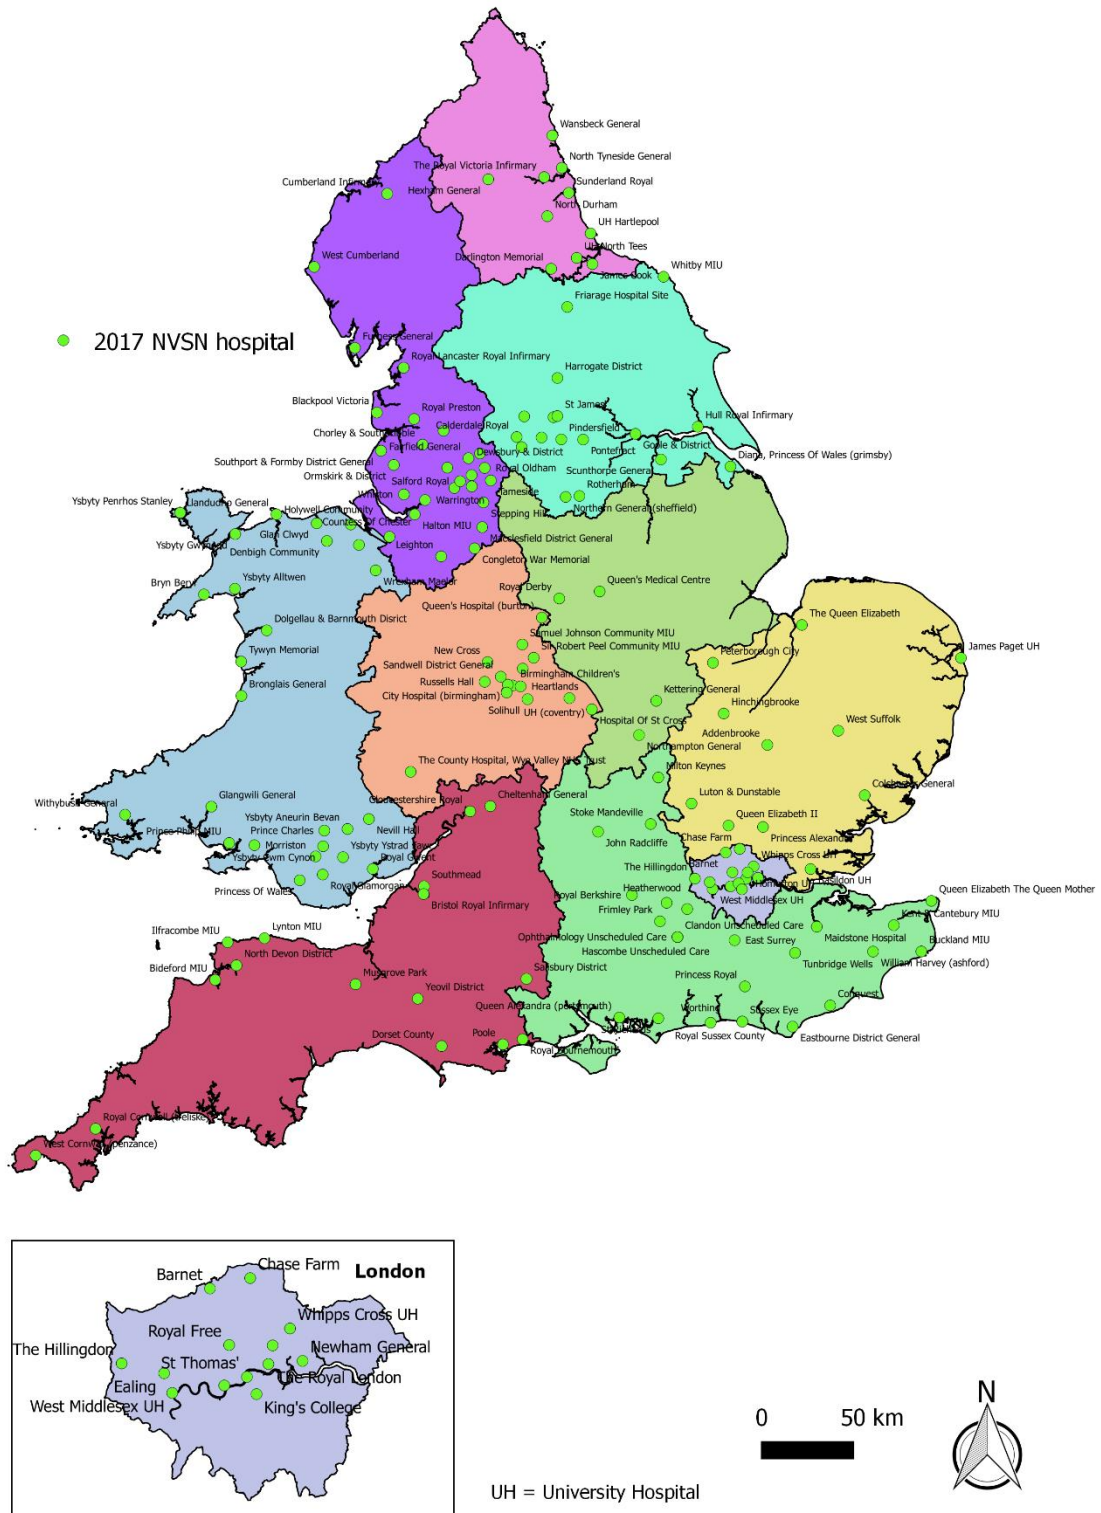 Wansbeck General
North Tyneside General
The Royal Victoria Infirmary
Cumberland Infirm
Hexham General
Sunderland Royal
North Durham
UH Hartlepool
West Cumberland
UH North Tees
Darlington Memorial
James Cook
Whitby MIU
Friarage Hospital Site
2017 NVSN hospital
Furness General
Royal Lancaster Royal Infirmary
Harrogate District
Blackpool Victoria
Royal Preston
St James
Hull Royal Infirmary
Chorley & South Ribble
Calderdale Royal
Pindersfield
Fairfield General
Dewsbury & District
Pontefract
Goole & District
Diana, Princess Of Wales (grimsby)
Southport & Formby District General
Royal Oldham
Scunthorpe General
Ormskirk & District
Salford Royal
Rotherham
Whiston
Warrington
Tameside
Northern General (sheffield)
Ysbyty Penrhos Stanley
Llandudno General
Holywell Community
Countess Of Chester
Halton MIU
Stepping Hill
Ysbyty Gwynedd
Glan Clwyd
Denbigh Community
Leighton
Macclesfield District General
Congleton War Memorial
Bryn Beryl
Ysbyty Alltwen
Wrexham Maelor
Royal Derby
Queen's Medical Centre
Queen's Hospital (burton)
The Queen Elizabeth
Dolgellau & Barnmouth Disrict
Samuel Johnson Community MIU
Tywyn Memorial
New Cross
Sir Robert Peel Community MIU
Peterborough City
James Paget UH
Sandwell District General
Birmingham Children's
Bronglais General
Russells Hall
Heartlands
Kettering General
City Hospital (birmingham)
Solihull
UH (coventry)
Hinchingbrooke
Hospital Of St Cross
Addenbrooke
West Suffolk
Northampton General
The County Hospital, Wye Valley NHS Trust
Milton Keynes
Withybush General
Glangwili General
Gloucestershire Royal
Cheltenham General
Luton & Dunstable
Colchester General
Ysbyty Aneurin Bevan
Stoke Mandeville
Queen Elizabeth II
Prince Philip MIU
Prince Charles
Nevill Hall
John Radcliffe
Chase Farm
Princess Alexander
Morriston
Ysbyty Ystrad Fawr
Ysbyty Cwm Cynon
Royal Gwent
The Hillingdon
Barnet
Whipps Cross UH
Princess Of Wales
Royal Glamorgan
Southmead
Royal Berkshire
Heatherwood
Homerton UH
Basildon UH
Bristol Royal Infirmary
Frimley Park
West Middlesex UH
Queen Elizabeth The Queen Mother
Clandon Unscheduled Care
Kent & Cantebury MIU
Ilfracombe MIU
Lynton MIU
Ophthalmology Unscheduled Care
East Surrey
Maidstone Hospital
Buckland MIU
North Devon District
Hascombe Unscheduled Care
Tunbridge Wells
William Harvey (ashford)
Bideford MIU
Musgrove Park
Salisbury District
Princess Royal
Yeovil District
Queen Alexandra (portsmouth)
Worthing
Sussex Eye
Conquest
Dorset County
Poole
St Richards
Royal Sussex County
Eastbourne District General
Royal Bournemouth
Royal Cornwall (treliske)
West Cornwall (penzance)
London
Barnet
Chase Farm
Royal Free
Whipps Cross UH
The Hillingdon
St Thomas'
Newham General
Ealing
The Royal London
West Middlesex UH
King's College
0 50 km
N
UH = University Hospital